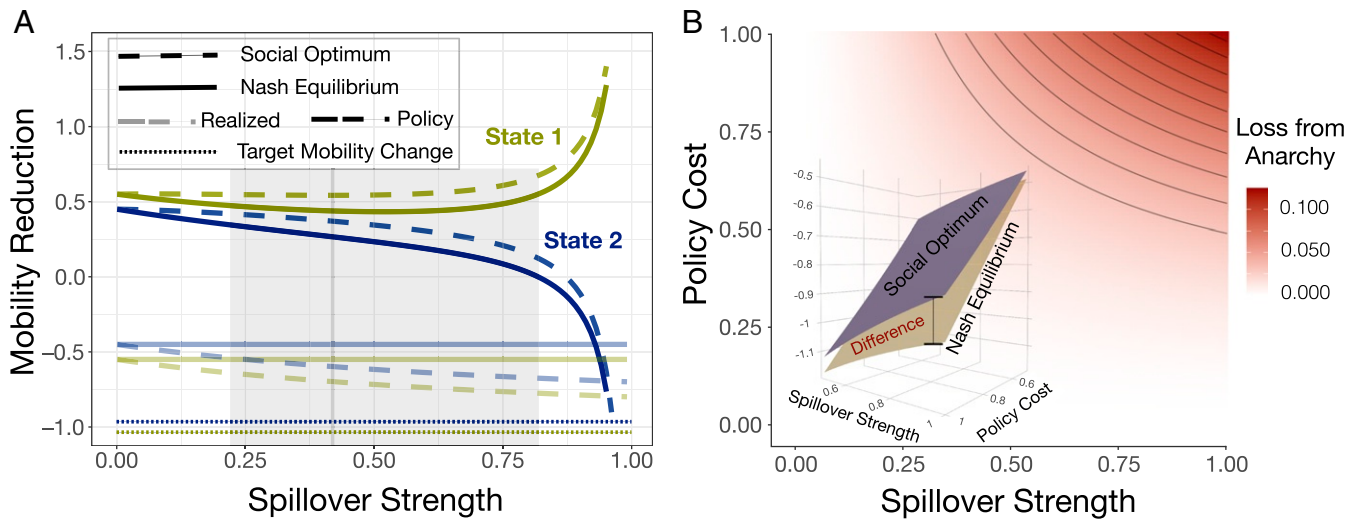 A
1.5
1.0
0.5
0.0
−0.5
−1.0
Mobility Reduction
Social Optimum
Nash Equilibrium
Realized
Policy
Target Mobility Change
State 1
State 2
0.00
0.25
0.50
0.75
1.00
Spillover Strength
B
1.00
0.75
0.50
0.25
0.00
Policy Cost
-0.5
-0.6
-0.7
-0.8
-0.9
-1
-1.1
Social Optimum
Nash Equilibrium
Difference
0.6
0.8
1
Spillover Strength
1
0.8
0.6
Policy Cost
0.00
0.25
0.50
0.75
1.00
Spillover Strength
Loss from
Anarchy
0.100
0.050
0.000